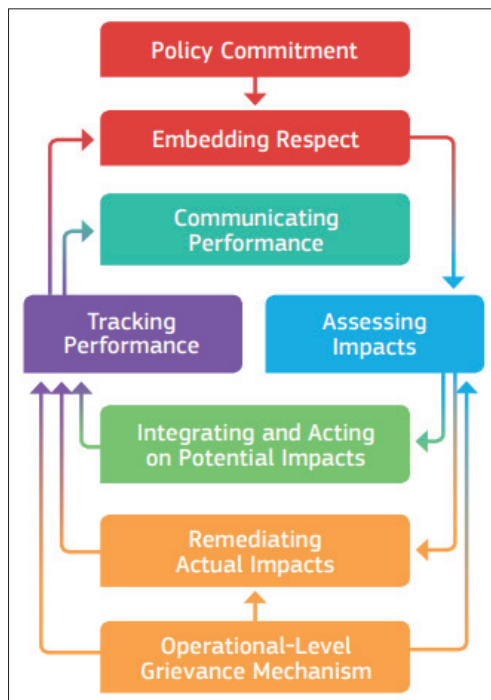 Policy Commitment
Embedding Respect
Communicating
Performance
Tracking
Performance
Assessing
Impacts
Integrating and Acting
on Potential Impacts
Remediating
Actual Impacts
Operational-Level
Grievance Mechanism